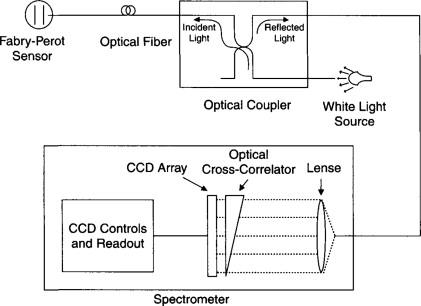 Incident
Light
Reflected
Light
Fabry-Perot
Sensor
Optical Fiber
Optical Coupler
White Light
Source
CCD Array
Optical
Cross-Correlator
Lense
CCD Controls
and Readout
Spectrometer